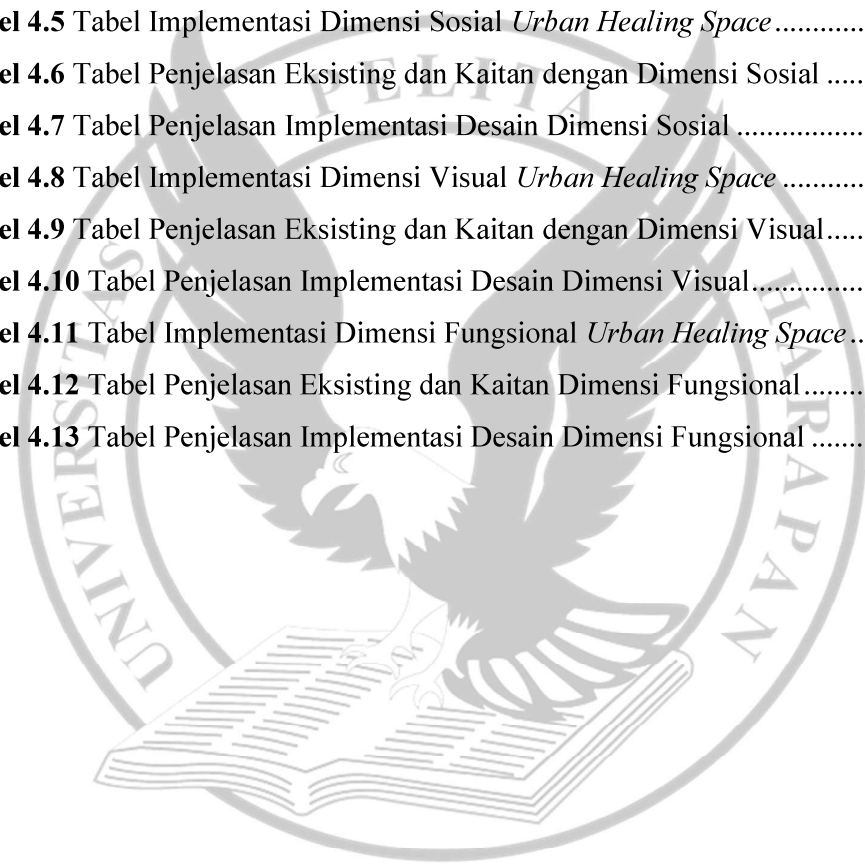 el 4.5 Tabel Implementasi Dimensi Sosial Urban Healing Space.............
el 4.6 Tabel Penjelasan Eksisting dan Kaitan dengan Dimensi Sosial .....
el 4.7 Tabel Penjelasan Implementasi Desain Dimensi Sosial ..................
el 4.8 Tabel Implementasi Dimensi Visual Urban Healing Space ............
el 4.9 Tabel Penjelasan Eksisting dan Kaitan dengan Dimensi Visual.....
el 4.10 Tabel Penjelasan Implementasi Desain Dimensi Visual...............
el 4.11 Tabel Implementasi Dimensi Fungsional Urban Healing Space..
el 4.12 Tabel Penjelasan Eksisting dan Kaitan Dimensi Fungsional........
el 4.13 Tabel Penjelasan Implementasi Desain Dimensi Fungsional .......
UNIVERSITAS PELITA HARAPAN